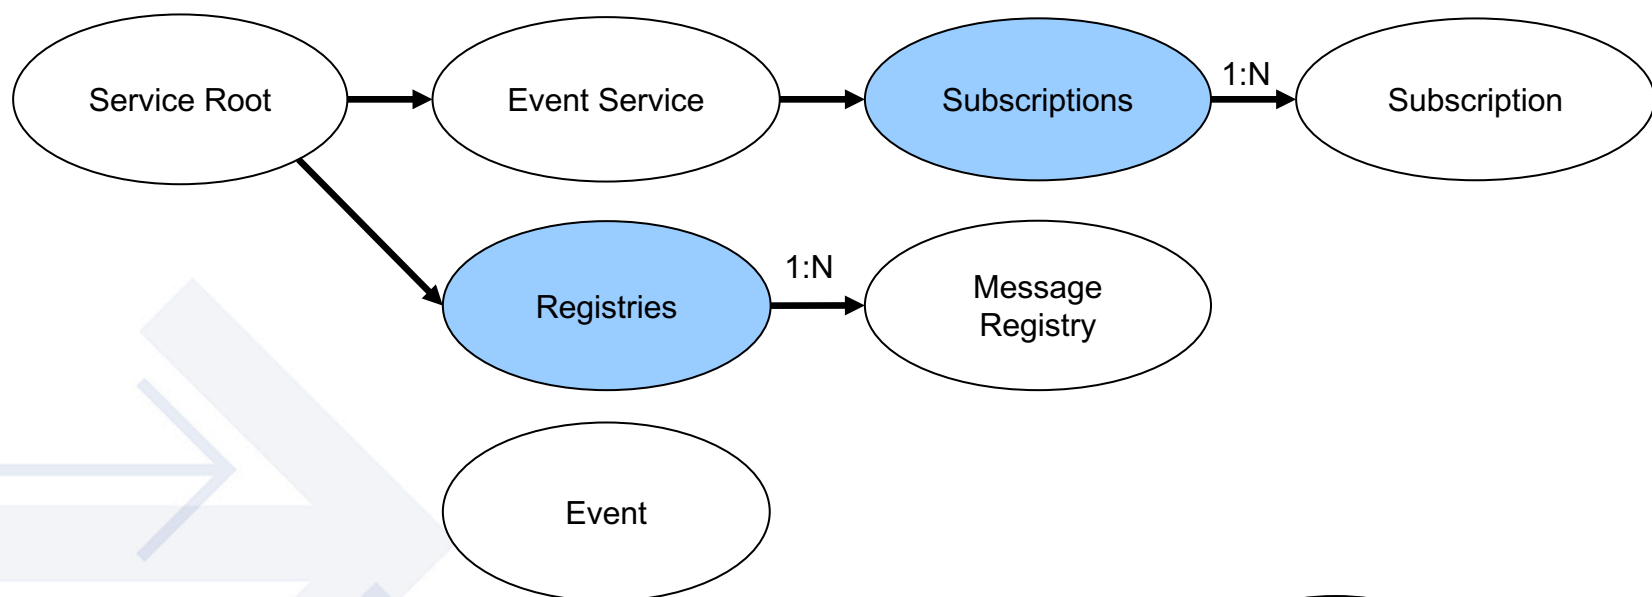 Service Root
Event Service
Subscriptions
1:N
Subscription
Registries
1:N
Message
Registry
Event